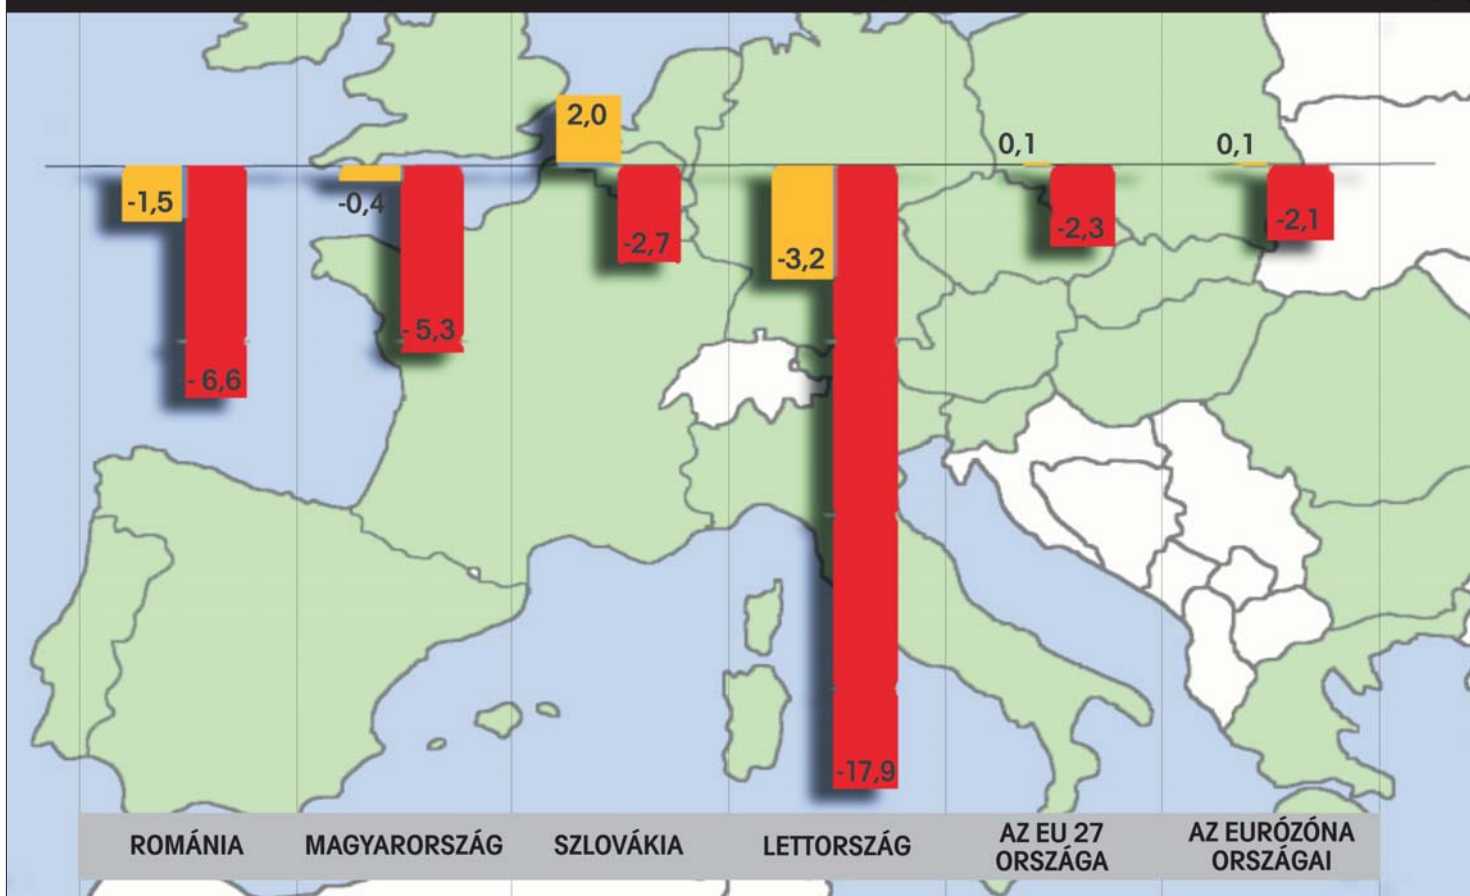 2,0
0,1
0,1
-1,5
-0,4
-2,7
-3,2
-2,3
-2,1
- 5,3
- 6,6
-17,9
ROMÁNIA
MAGYARORSZÁG
SZLOVÁKIA
LETTORSZÁG
AZ EU 27
ORSZÁGA
AZ EURÓZÓNA
ORSZÁGAI